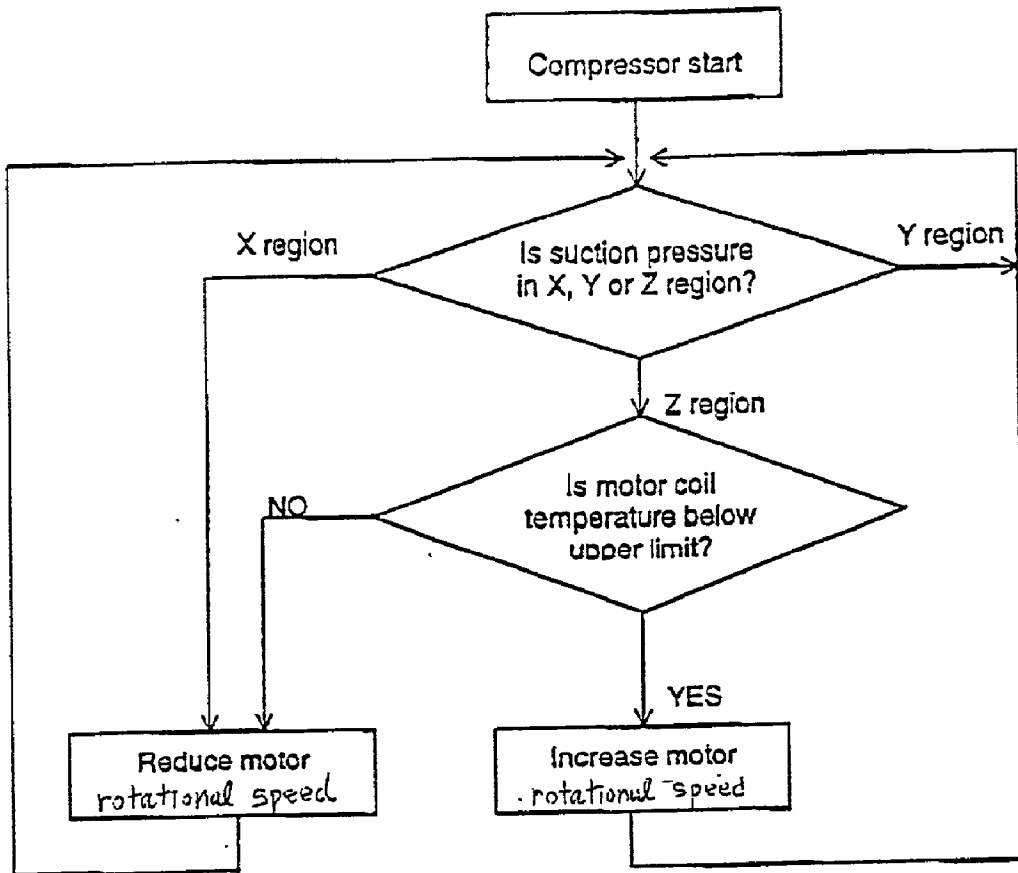 Compressor start
X region
Is suction pressure
in X, Y or Z region?
Y region
Z region
NO
Is motor coil
temperature below
upper limit?
YES
Reduce motor
rotational speed
Increase motor
rotational speed